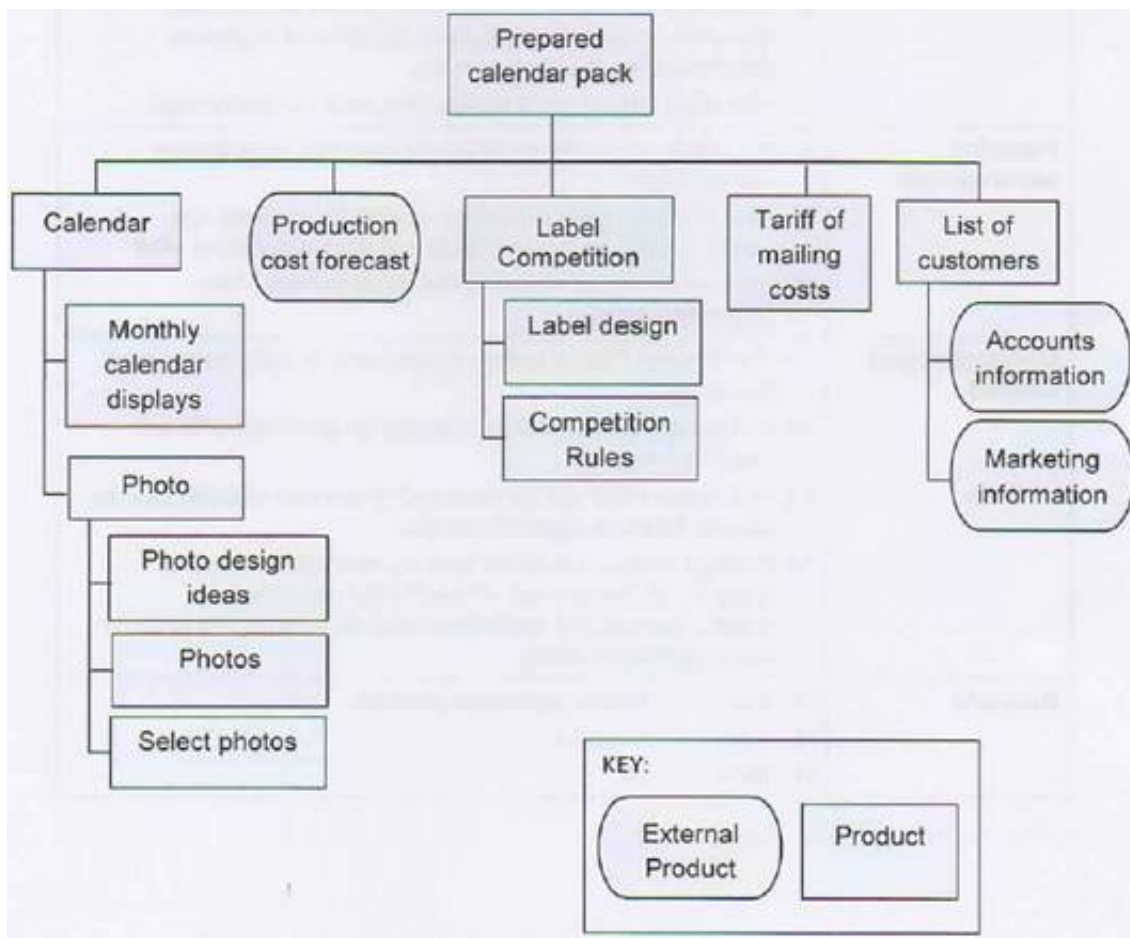 Prepared
calendar pack
Calendar
Production
cost forecast
Label
Competition
Tariff of
mailing
costs
List of
customers
Monthly
calendar
displays
Label design
Accounts
information
Competition
Rules
Marketing
information
Photo
Photo design
ideas
Photos
Select photos
KEY:
External
Product
Product